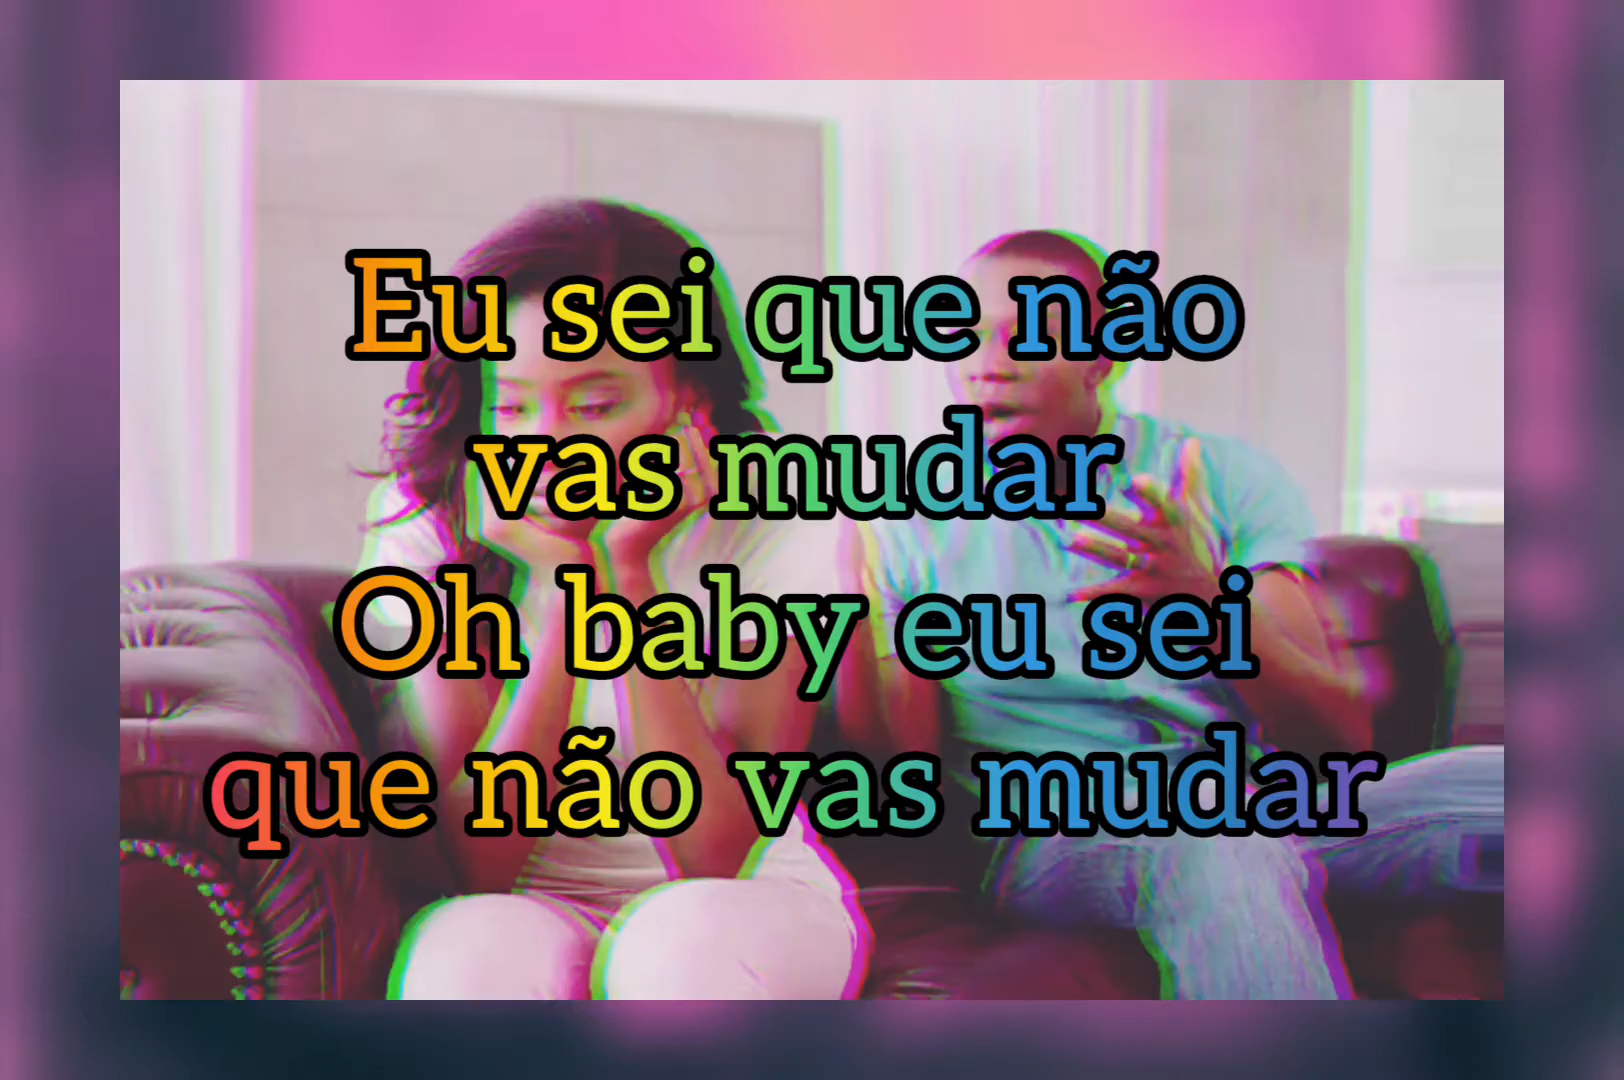 Eu sei que não
vas mudar
Oh baby eu sei
que não vas mudar